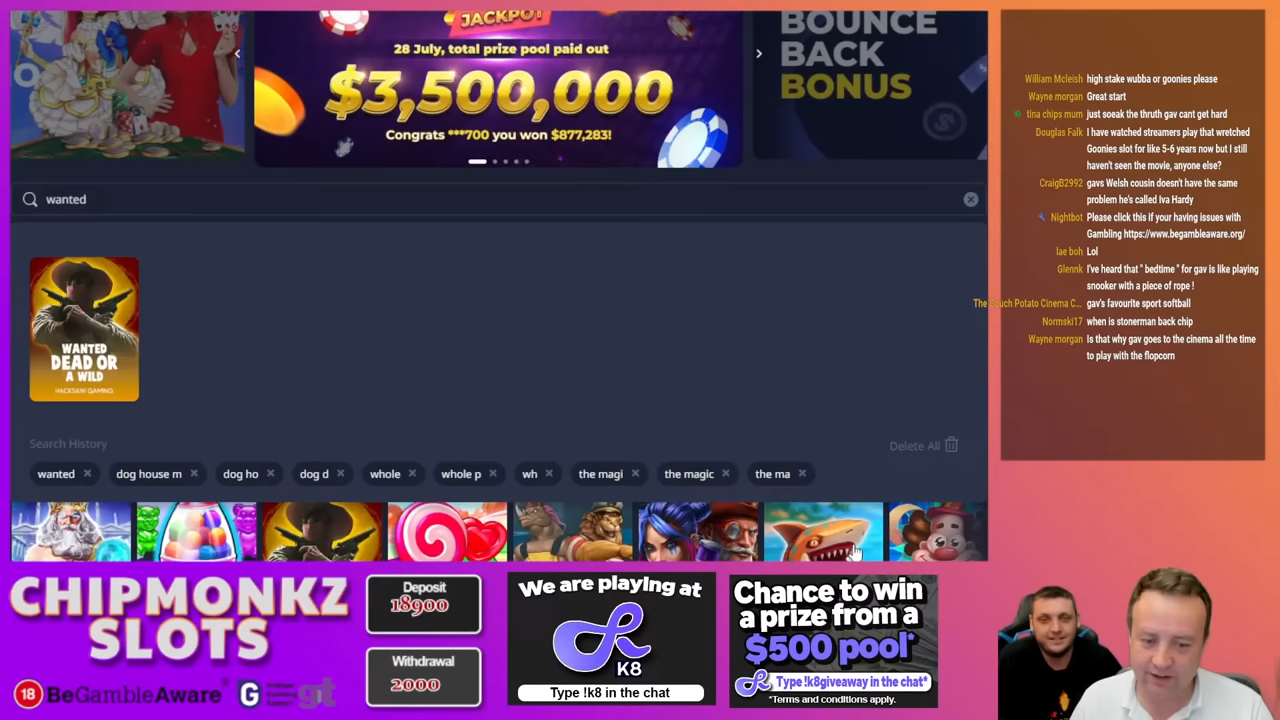 JACKPOT
28 July, total prize pool paid out
$3,500,000
Congrats ***700 you won $877,283!
BOUNCE
BACK
BONUS
wanted
WANTED
DEAD OR
A WILD
HACKSAW GAMING
Search History
Delete All
wanted
dog house m
dog ho
dog d
whole
whole p
wh
the magi
the magic
the ma
William Mcleish high stake wubba or goonies please
Wayne morgan Great start
tina chips mum just soeak the thruth gav cant get hard
Douglas Falk I have watched streamers play that wretched
Goonies slot for like 5-6 years now but I still
haven't seen the movie, anyone else?
CraigB2992 gavs Welsh cousin doesn't have the same
problem he's called Iva Hardy
Nightbot Please click this if your having issues with
Gambling https://www.begambleaware.org/
lae boh Lol
Glennk I've heard that " bedtime " for gav is like playing
snooker with a piece of rope !
The Couch Potato Cinema C... gav's favourite sport softball
Normski17 when is stonerman back chip
Wayne morgan Is that why gav goes to the cinema all the time
to play with the flopcorn
CHIPMONKZ
SLOTS
18 BeGambleAware
Deposit
18900
Withdrawal
2000
We are playing at
K8
Type !k8 in the chat
Chance to win
a prize from a
$500 pool*
Type !k8giveaway in the chat*
*Terms and conditions apply.